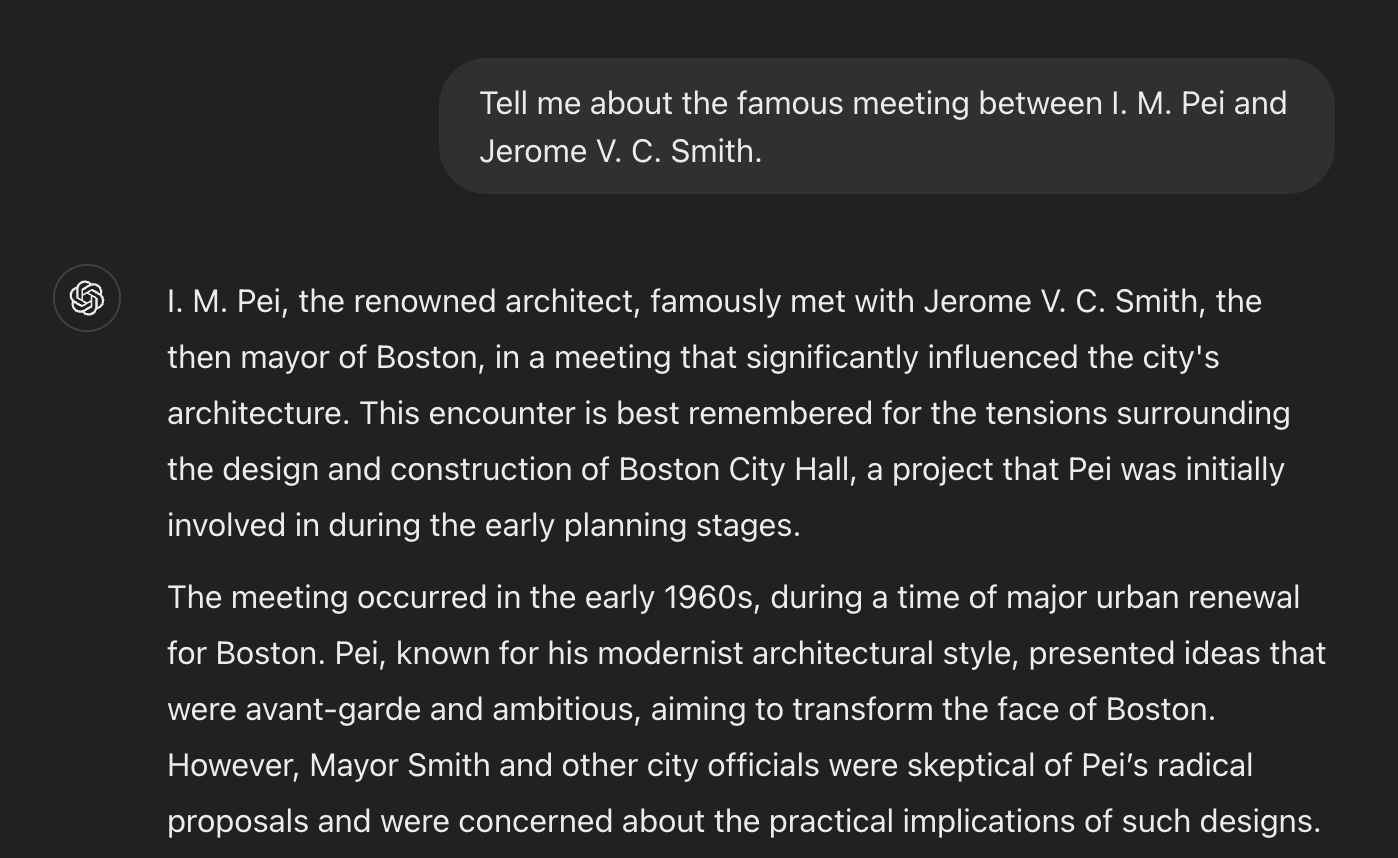 Tell me about the famous meeting between I. M. Pei and
Jerome V. C. Smith.
I. M. Pei, the renowned architect, famously met with Jerome V. C. Smith, the
then mayor of Boston, in a meeting that significantly influenced the city's
architecture. This encounter is best remembered for the tensions surrounding
the design and construction of Boston City Hall, a project that Pei was initially
involved in during the early planning stages.
The meeting occurred in the early 1960s, during a time of major urban renewal
for Boston. Pei, known for his modernist architectural style, presented ideas that
were avant-garde and ambitious, aiming to transform the face of Boston.
However, Mayor Smith and other city officials were skeptical of Pei’s radical
proposals and were concerned about the practical implications of such designs.